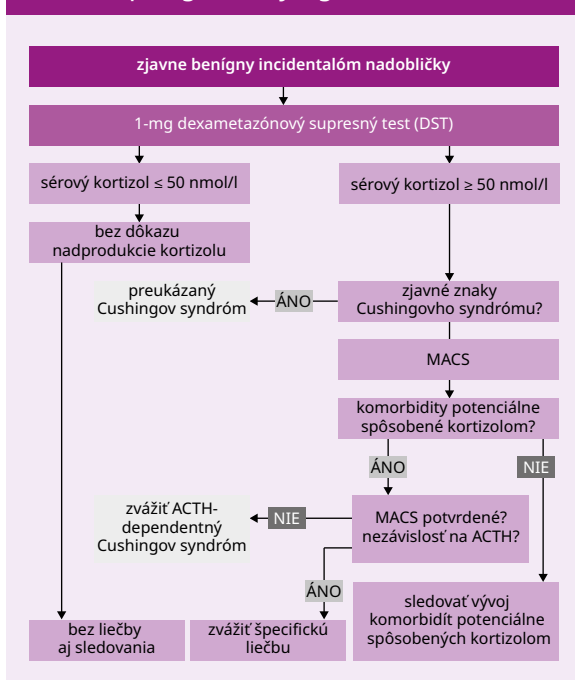 zjavne benígny incidentalóm nadobličky
1-mg dexametazónový supresný test (DST)
sérový kortizol ≤ 50 nmol/l
sérový kortizol ≥ 50 nmol/l
bez dôkazu
nadprodukcie kortizolu
preukázaný
Cushingov syndróm
ÁNO
zjavné znaky
Cushingovho syndrómu?
MACS
komorbidity potenciálne
spôsobené kortizolom?
ÁNO
NIE
zvážiť ACTH-
dependentný
Cushingov syndróm
NIE
MACS potvrdené?
nezávislosť na ACTH?
ÁNO
bez liečby
aj sledovania
zvážiť špecifickú
liečbu
sledovať vývoj
komorbidít potenciálne
spôsobených kortizolom